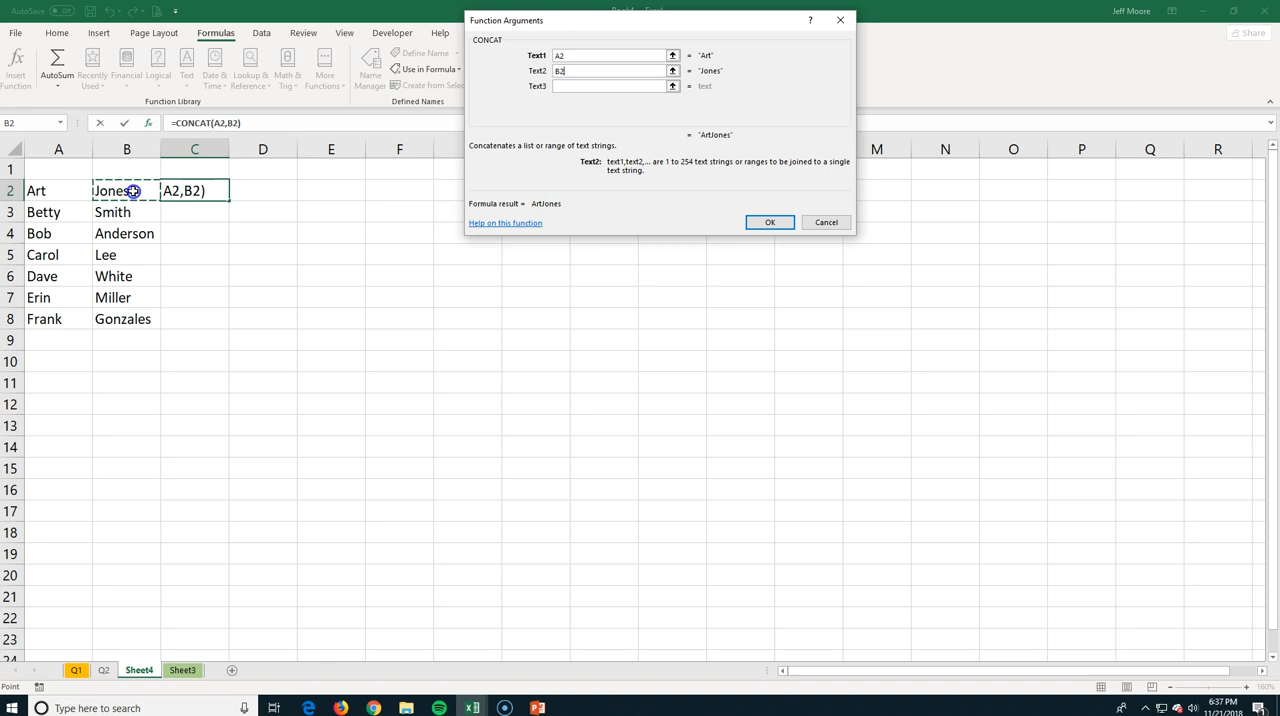 AutoSave Off Book1 - Excel Jeff Moore
File Home Insert Page Layout Formulas Data Review View Developer Help Share
Insert Function
AutoSum
Recently Used
Financial
Logical
Text
Date & Time
Lookup & Reference
Math & Trig
More Functions
Function Library
Name Manager
Define Name
Use in Formula
Create from Selec
Defined Names
B2 fx =CONCAT(A2,B2)
Function Arguments ?
CONCAT
Text1 A2 = "Art"
Text2 B2 = "Jones"
Text3 = text
= "ArtJones"
Concatenates a list or range of text strings.
Text2: text1,text2,... are 1 to 254 text strings or ranges to be joined to a single
text string.
Formula result = ArtJones
Help on this function
OK Cancel
A B C D E F M N O P Q R
1
2 Art Jones A2,B2)
3 Betty Smith
4 Bob Anderson
5 Carol Lee
6 Dave White
7 Erin Miller
8 Frank Gonzales
9
10
11
12
13
14
15
16
17
18
19
20
21
22
23
24
Q1 Q2 Sheet4 Sheet3
Point 160%
Type here to search
6:37 PM
11/21/2018